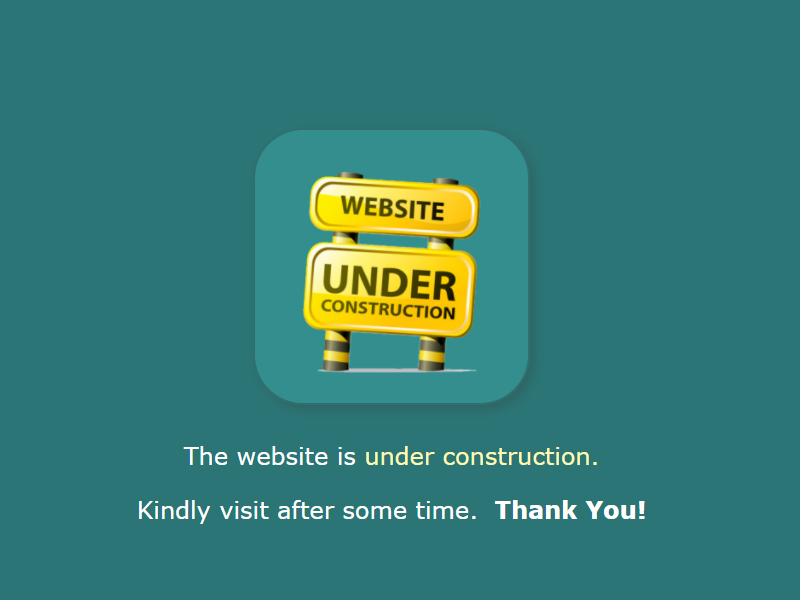 WEBSITE
UNDER
CONSTRUCTION
The website is under construction.
Kindly visit after some time. Thank You!